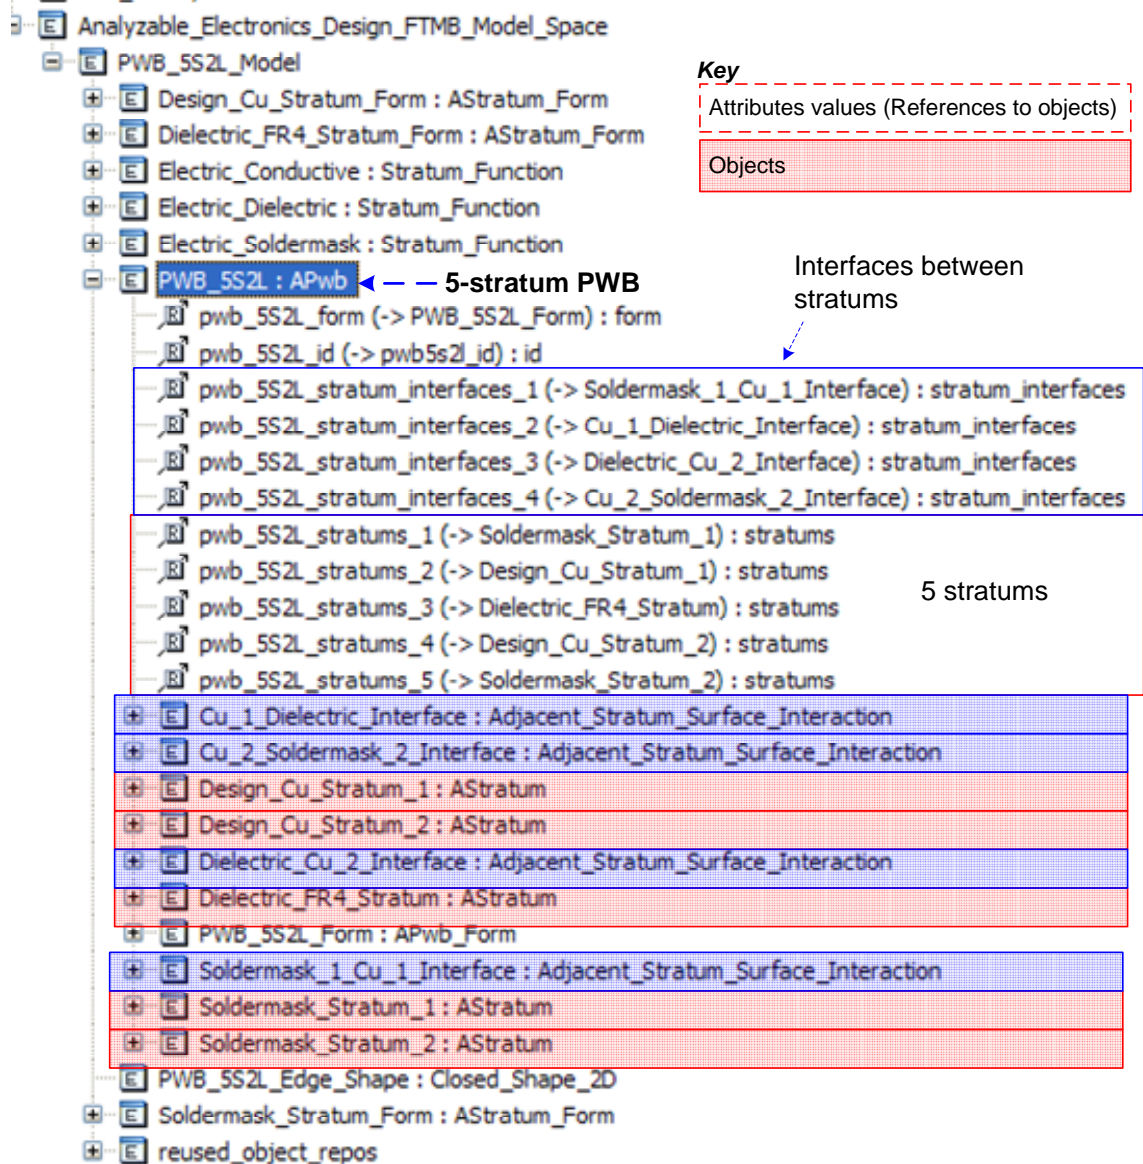 Analyzable_Electronics_Design_FTMB_Model_Space
PWB_5S2L_Model
Key
Design_Cu_Stratum_Form : AStratum_Form
Attributes values (References to objects)
Dielectric_FR4_Stratum_Form : AStratum_Form
Electric_Conductive : Stratum_Function
Objects
Electric_Dielectric : Stratum_Function
Electric_Soldermask : Stratum_Function
PWB_5S2L : APwb
5-stratum PWB
Interfaces between
stratums
pwb_5S2L_form (-> PWB_5S2L_Form) : form
pwb_5S2L_id (-> pwb5s2l_id) : id
pwb_5S2L_stratum_interfaces_1 (-> Soldermask_1_Cu_1_Interface) : stratum_interfaces
pwb_5S2L_stratum_interfaces_2 (-> Cu_1_Dielectric_Interface) : stratum_interfaces
pwb_5S2L_stratum_interfaces_3 (-> Dielectric_Cu_2_Interface) : stratum_interfaces
pwb_5S2L_stratum_interfaces_4 (-> Cu_2_Soldermask_2_Interface) : stratum_interfaces
pwb_5S2L_stratums_1 (-> Soldermask_Stratum_1) : stratums
pwb_5S2L_stratums_2 (-> Design_Cu_Stratum_1) : stratums
5 stratums
pwb_5S2L_stratums_3 (-> Dielectric_FR4_Stratum) : stratums
pwb_5S2L_stratums_4 (-> Design_Cu_Stratum_2) : stratums
pwb_5S2L_stratums_5 (-> Soldermask_Stratum_2) : stratums
Cu_1_Dielectric_Interface : Adjacent_Stratum_Surface_Interaction
Cu_2_Soldermask_2_Interface : Adjacent_Stratum_Surface_Interaction
Design_Cu_Stratum_1 : AStratum
Design_Cu_Stratum_2 : AStratum
Dielectric_Cu_2_Interface : Adjacent_Stratum_Surface_Interaction
Dielectric_FR4_Stratum : AStratum
PWB_5S2L_Form : APwb_Form
Soldermask_1_Cu_1_Interface : Adjacent_Stratum_Surface_Interaction
Soldermask_Stratum_1 : AStratum
Soldermask_Stratum_2 : AStratum
PWB_5S2L_Edge_Shape : Closed_Shape_2D
Soldermask_Stratum_Form : AStratum_Form
reused_object_repos